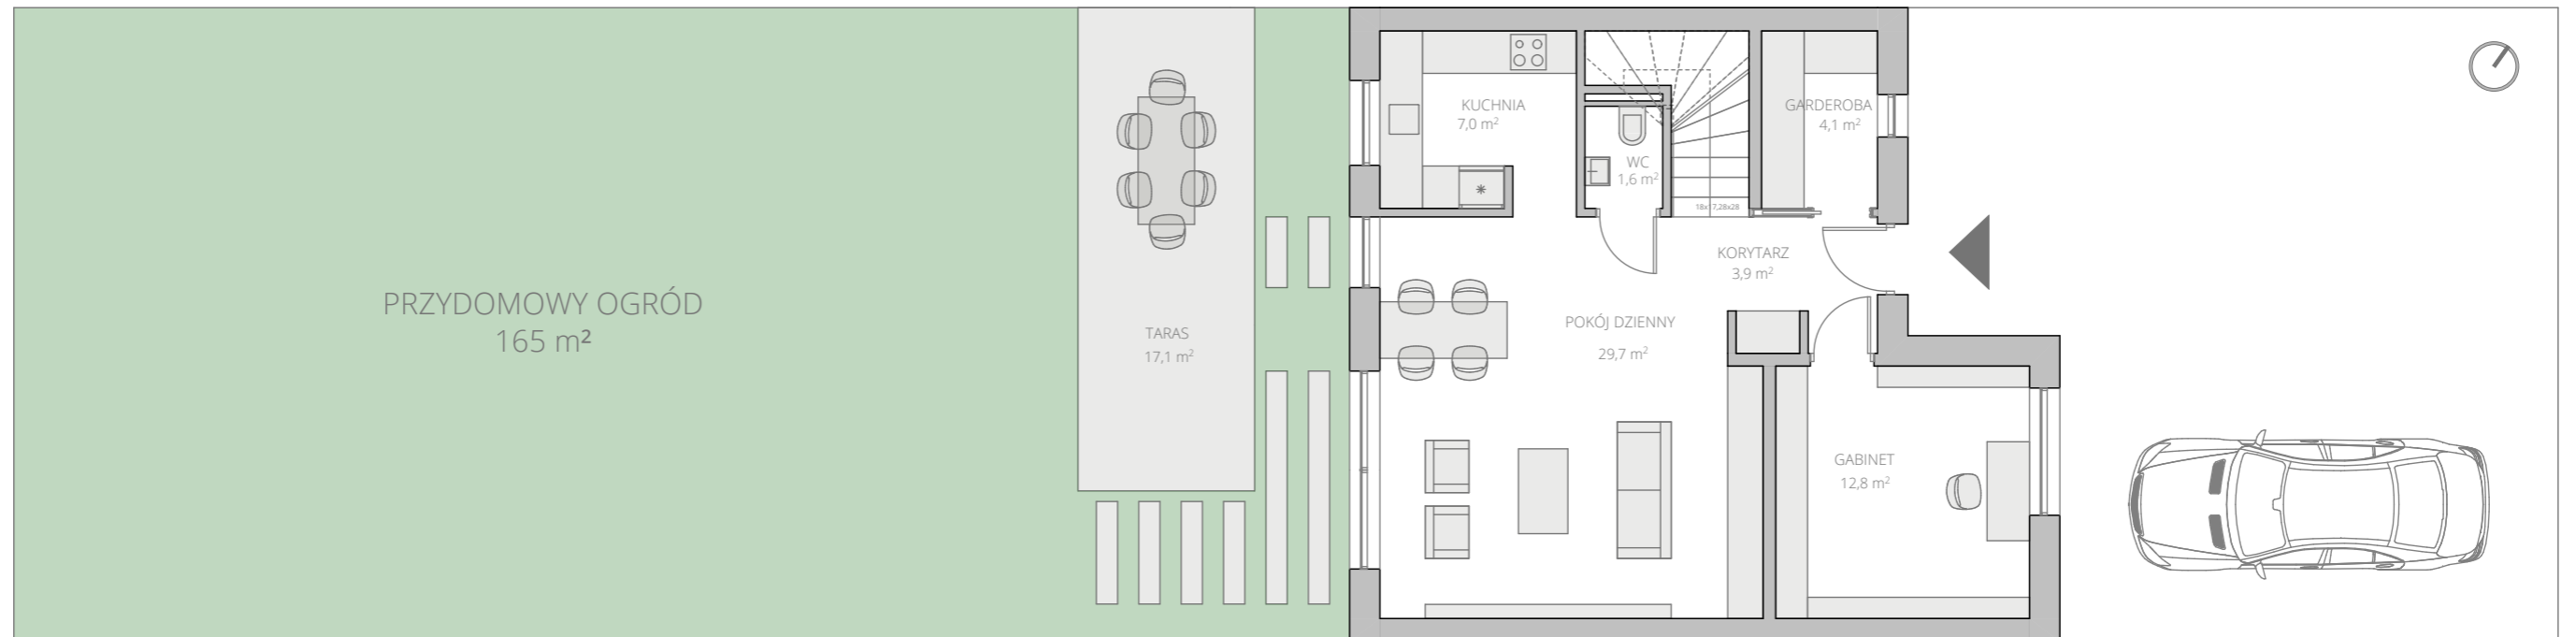 KUCHNIA
7,0 m²
GARDEROBA
4,1 m²
WC
1,6 m²
KORYTARZ
3,9 m²
PRZYDOMOWY OGRÓD
165 m²
TARAS
17,1 m²
POKÓJ DZIENNY
29,7 m²
GABINET
12,8 m²